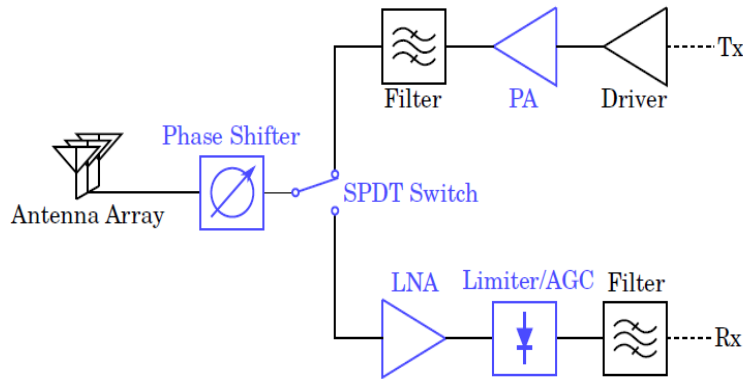 Tx
Filter
PA
Driver
Phase Shifter
SPDT Switch
Antenna Array
LNA
Limiter/AGC
Filter
Rx